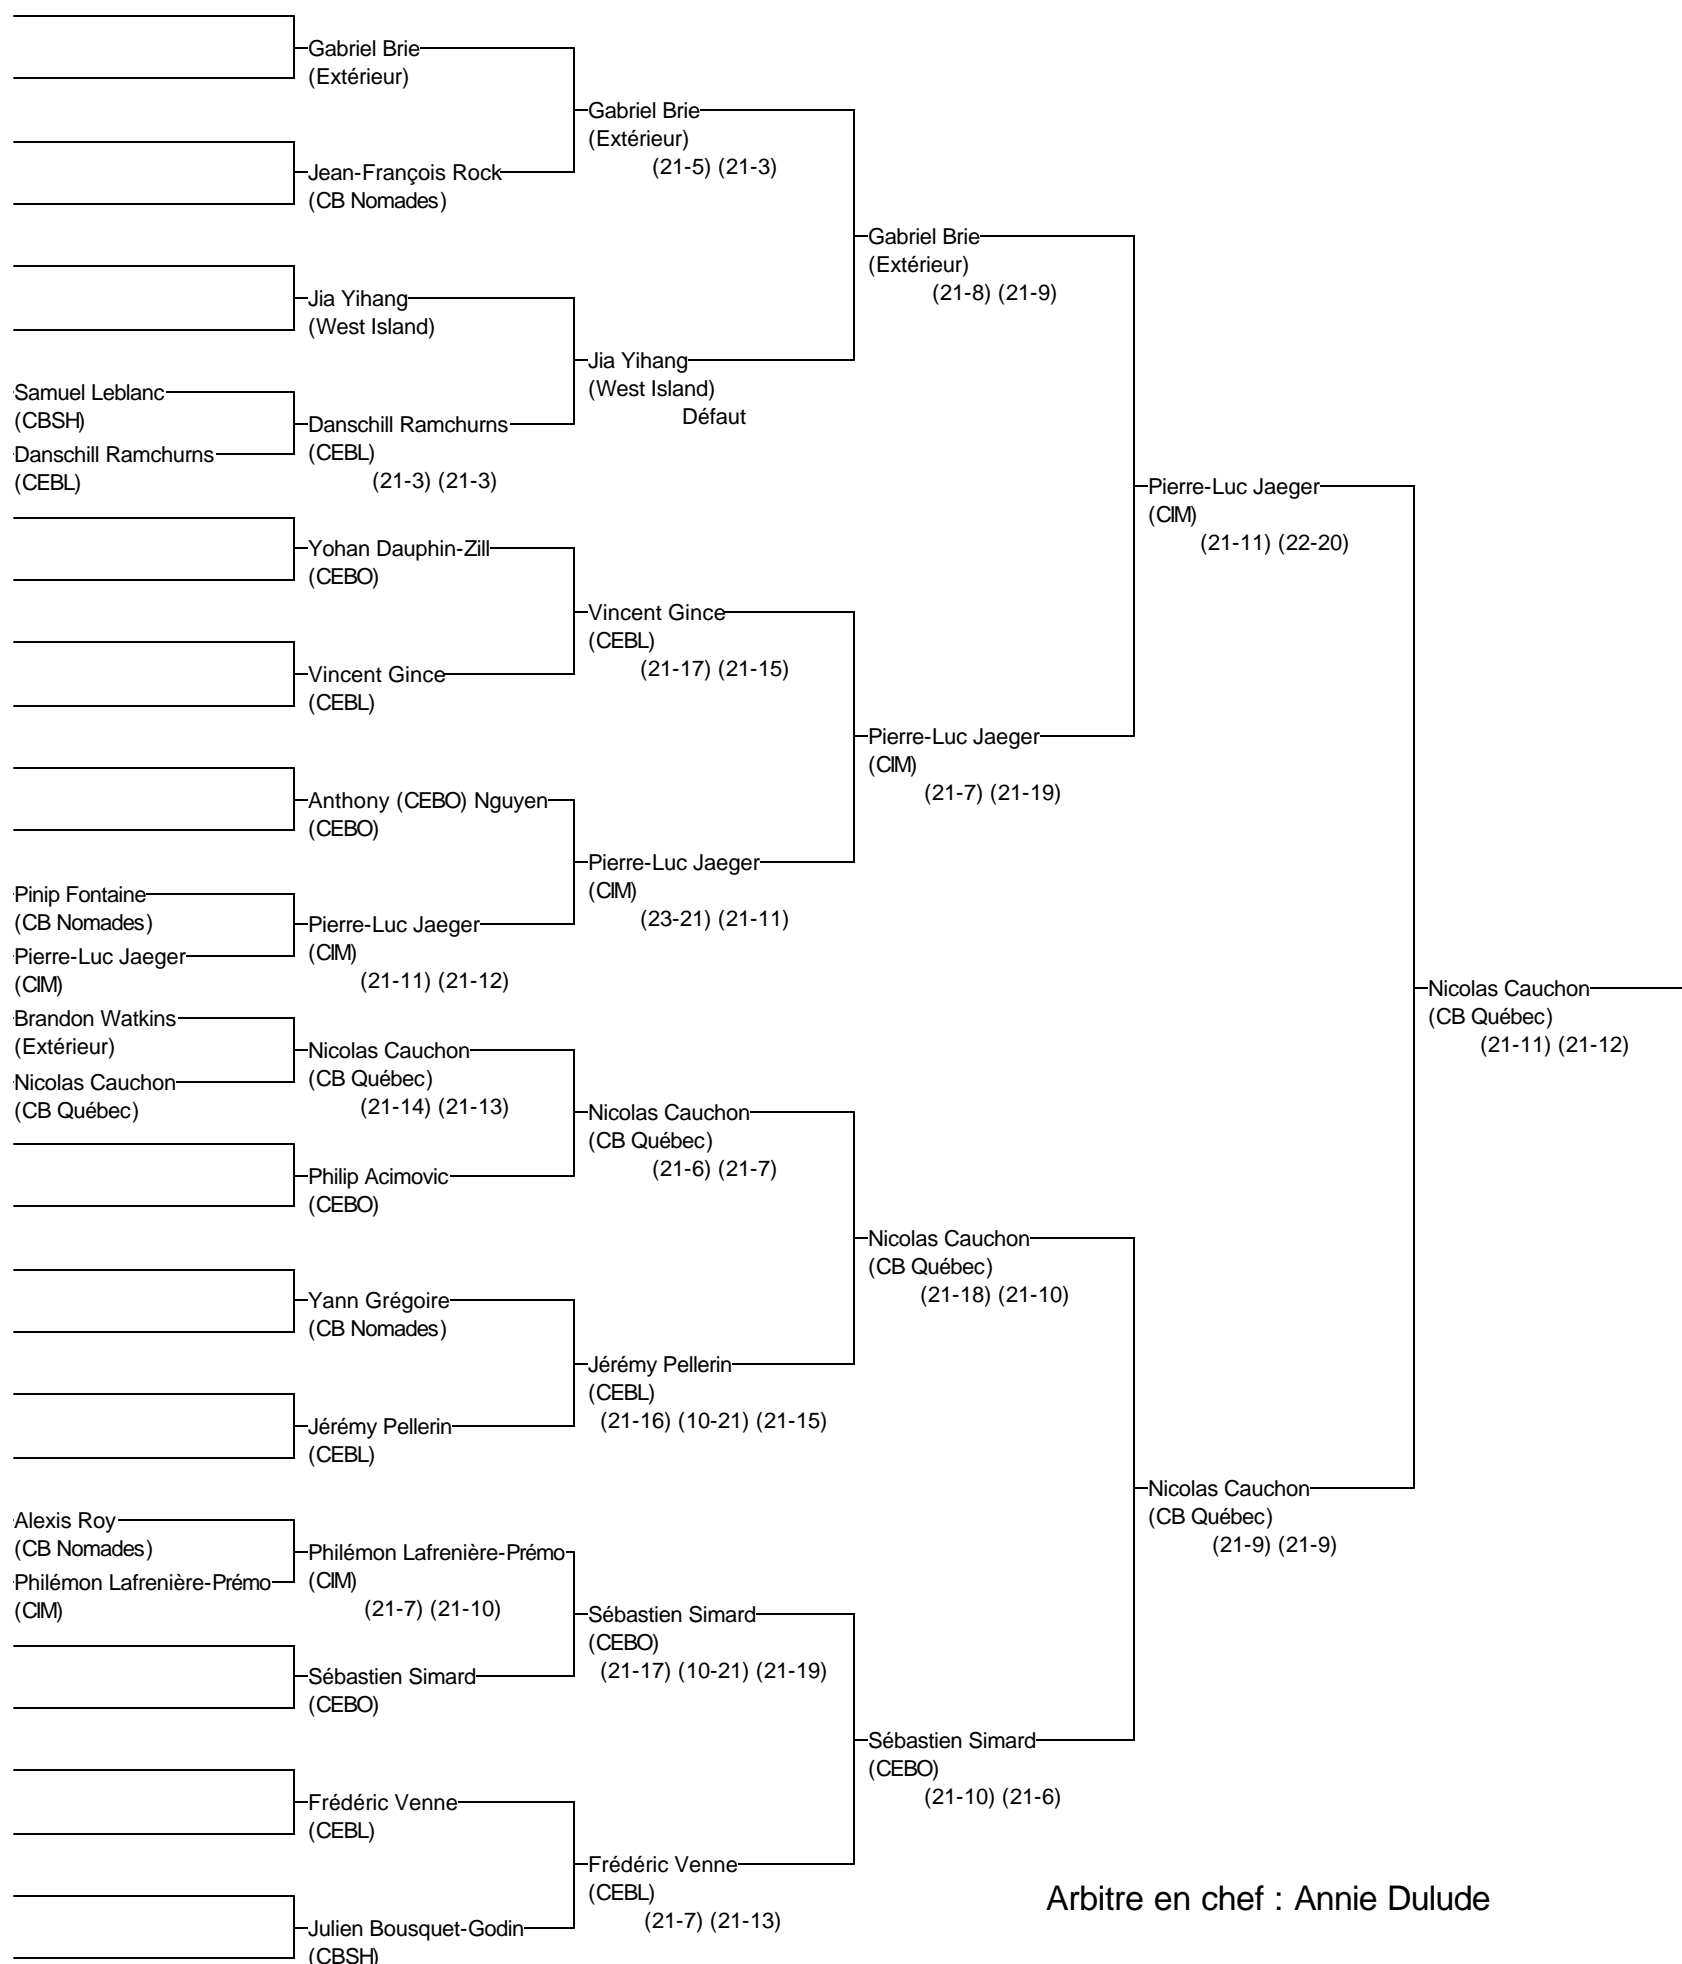 Samuel Leblanc
(CBSH)
Danschill Ramchurns
(CEBL)
Pinip Fontaine
(CB Nomades)
Pierre-Luc Jaeger
(CIM)
Brandon Watkins
(Extérieur)
Nicolas Cauchon
(CB Québec)
Alexis Roy
(CB Nomades)
Philémon Lafrenière-Prémo
(CIM)
Gabriel Brie
(Extérieur)
Jean-François Rock
(CB Nomades)
Jia Yihang
(West Island)
Danschill Ramchurns
(CEBL)
(21-3) (21-3)
Yohan Dauphin-Zill
(CEBO)
Vincent Gince
(CEBL)
Anthony (CEBO) Nguyen
(CEBO)
Pierre-Luc Jaeger
(CIM)
(21-11) (21-12)
Nicolas Cauchon
(CB Québec)
(21-14) (21-13)
Philip Acimovic
(CEBO)
Yann Grégoire
(CB Nomades)
Jérémy Pellerin
(CEBL)
Philémon Lafrenière-Prémo
(CIM)
(21-7) (21-10)
Sébastien Simard
(CEBO)
Frédéric Venne
(CEBL)
Julien Bousquet-Godin
(CBSH)
Gabriel Brie
(Extérieur)
(21-5) (21-3)
Jia Yihang
(West Island)
Défaut
Vincent Gince
(CEBL)
(21-17) (21-15)
Pierre-Luc Jaeger
(CIM)
(23-21) (21-11)
Nicolas Cauchon
(CB Québec)
(21-6) (21-7)
Jérémy Pellerin
(CEBL)
(21-16) (10-21) (21-15)
Sébastien Simard
(CEBO)
(21-17) (10-21) (21-19)
Frédéric Venne
(CEBL)
(21-7) (21-13)
Gabriel Brie
(Extérieur)
(21-8) (21-9)
Pierre-Luc Jaeger
(CIM)
(21-7) (21-19)
Nicolas Cauchon
(CB Québec)
(21-18) (21-10)
Sébastien Simard
(CEBO)
(21-10) (21-6)
Pierre-Luc Jaeger
(CIM)
(21-11) (22-20)
Nicolas Cauchon
(CB Québec)
(21-9) (21-9)
Nicolas Cauchon
(CB Québec)
(21-11) (21-12)
Arbitre en chef : Annie Dulude